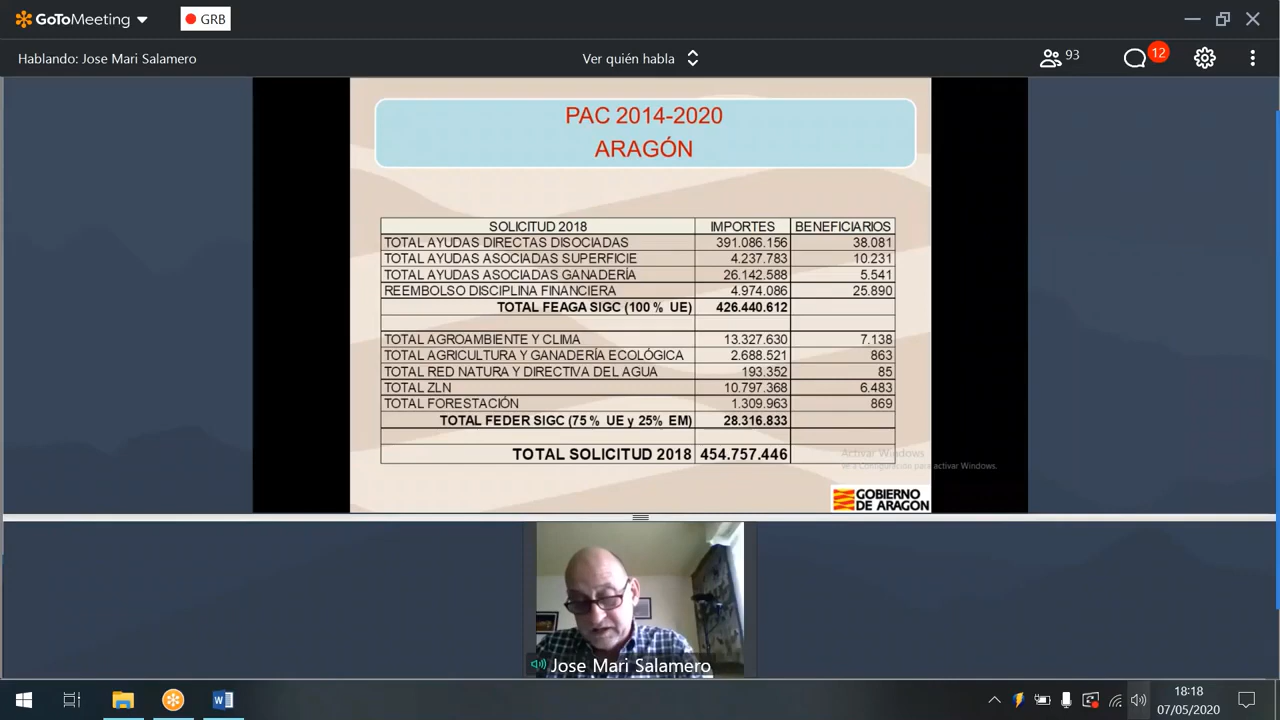 GoToMeeting
GRB
Hablando: Jose Mari Salamero
Ver quién habla
93
12
PAC 2014-2020
ARAGÓN
SOLICITUD 2018 IMPORTES BENEFICIARIOS
TOTAL AYUDAS DIRECTAS DISOCIADAS 391.086.156 38.081
TOTAL AYUDAS ASOCIADAS SUPERFICIE 4.237.783 10.231
TOTAL AYUDAS ASOCIADAS GANADERÍA 26.142.588 5.541
REEMBOLSO DISCIPLINA FINANCIERA 4.974.086 25.890
TOTAL FEAGA SIGC (100 % UE) 426.440.612
TOTAL AGROAMBIENTE Y CLIMA 13.327.630 7.138
TOTAL AGRICULTURA Y GANADERÍA ECOLÓGICA 2.688.521 863
TOTAL RED NATURA Y DIRECTIVA DEL AGUA 193.352 85
TOTAL ZLN 10.797.368 6.483
TOTAL FORESTACIÓN 1.309.963 869
TOTAL FEDER SIGC (75 % UE y 25% EM) 28.316.833
TOTAL SOLICITUD 2018 454.757.446
Activar Windows
Ve a Configuración para activar Windows.
GOBIERNO
DE ARAGON
Jose Mari Salamero
18:18
07/05/2020